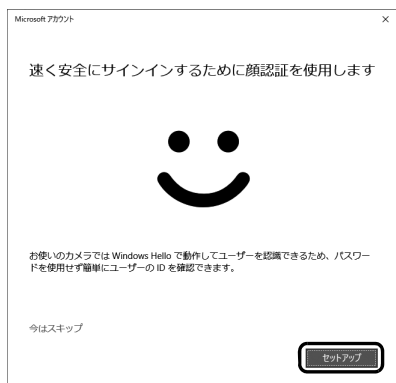 Microsoft アカウント
速く安全にサインインするために顔認証を使用します
お使いのカメラでは Windows Hello で動作してユーザーを認識できるため、パスワー
ドを使用せず簡単にユーザーの ID を確認できます。
今はスキップ
セットアップ